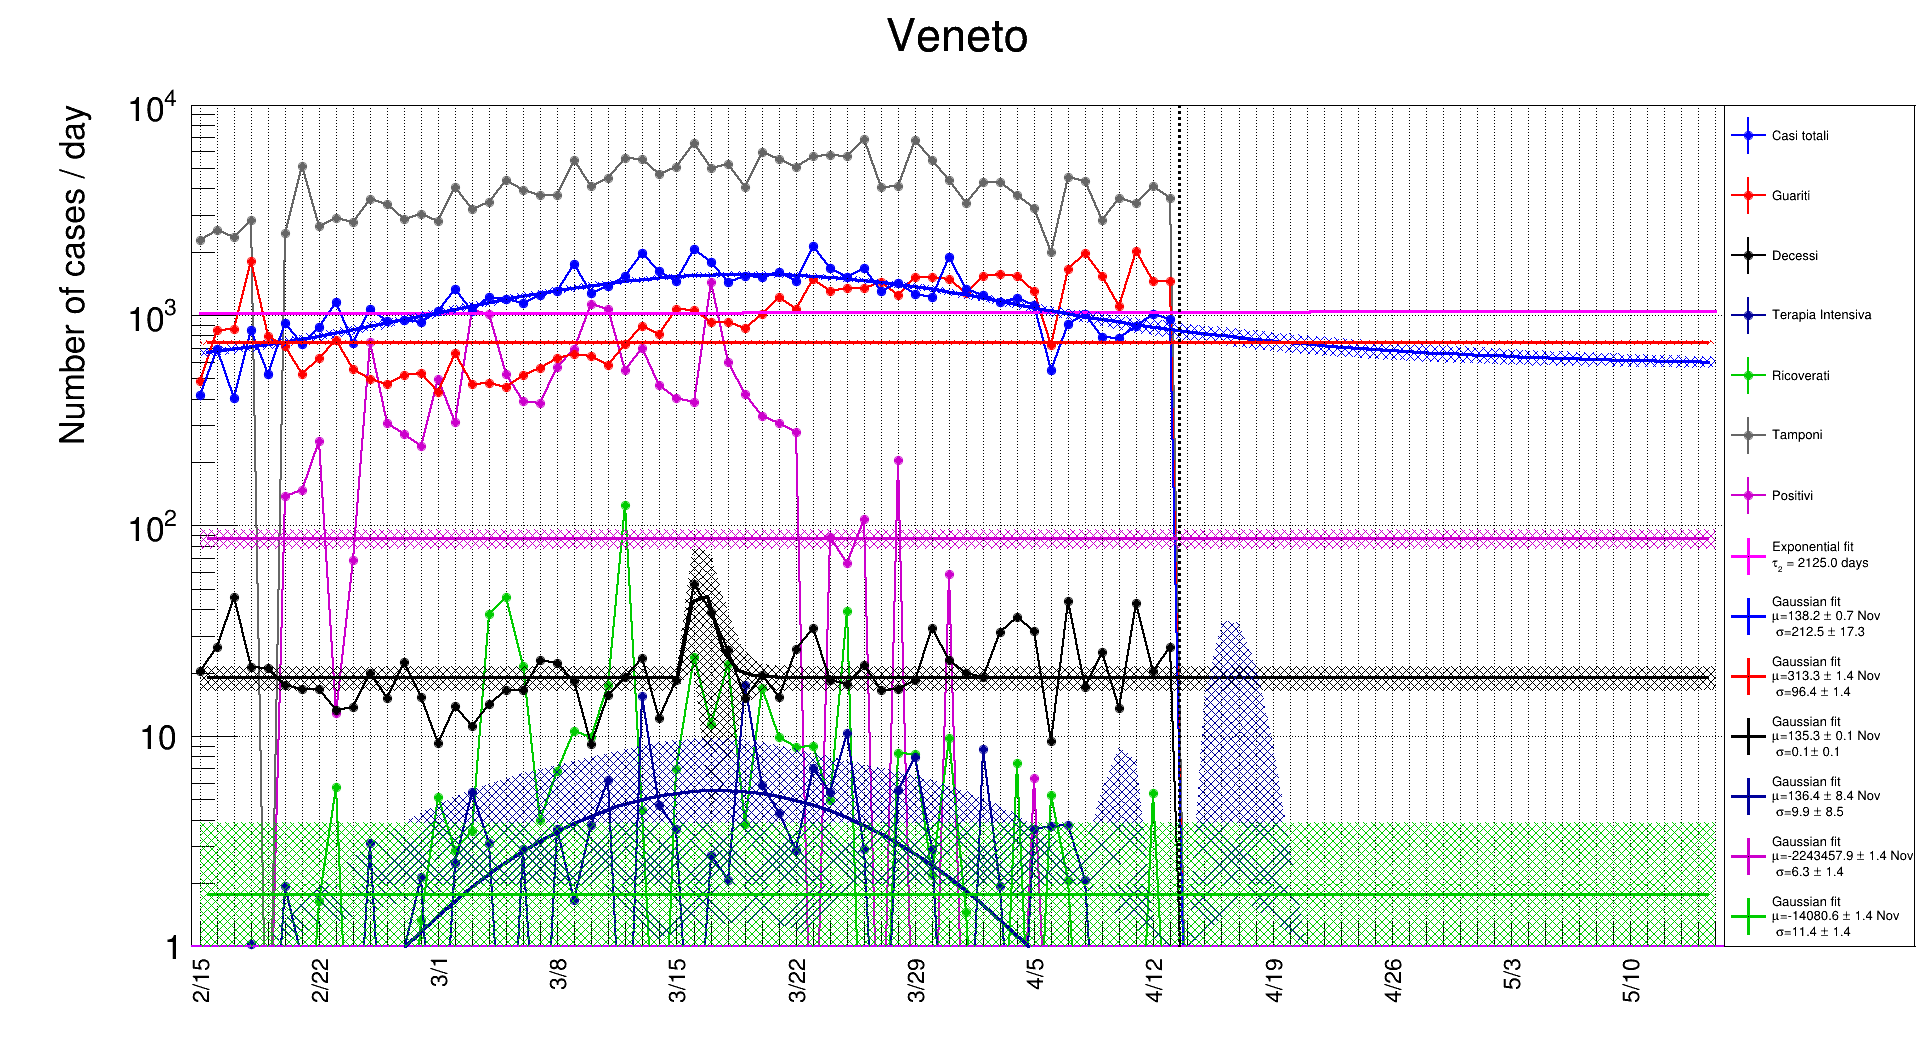 Veneto
Number of cases / day
10^4
10^3
10^2
10
1
2/15
2/22
3/1
3/8
3/15
3/22
3/29
4/5
4/12
4/19
4/26
5/3
5/10
Casi totali
Guariti
Decessi
Terapia Intensiva
Ricoverati
Tamponi
Positivi
Exponential fit
τ_2 = 2125.0 days
Gaussian fit
μ=138.2 ± 0.7 Nov
σ=212.5 ± 17.3
Gaussian fit
μ=313.3 ± 1.4 Nov
σ=96.4 ± 1.4
Gaussian fit
μ=135.3 ± 0.1 Nov
σ=0.1 ± 0.1
Gaussian fit
μ=136.4 ± 8.4 Nov
σ=9.9 ± 8.5
Gaussian fit
μ=-2243457.9 ± 1.4 Nov
σ=6.3 ± 1.4
Gaussian fit
μ=-14080.6 ± 1.4 Nov
σ=11.4 ± 1.4